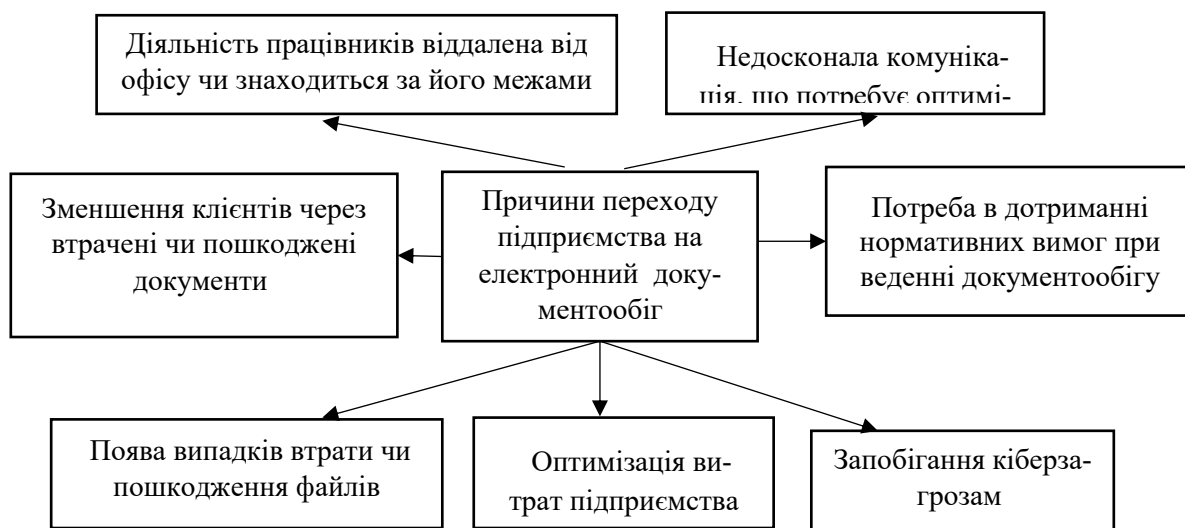 Діяльність працівників віддалена від
офісу чи знаходиться за його межами
Недосконала комуніка-
ція, що потребує оптимі-
Зменшення клієнтів через
втрачені чи пошкоджені
документи
Причини переходу
підприємства на
електронний доку-
ментообіг
Потреба в дотриманні
нормативних вимог при
веденні документообігу
Поява випадків втрати чи
пошкодження файлів
Оптимізація ви-
трат підприємства
Запобігання кіберза-
грозам